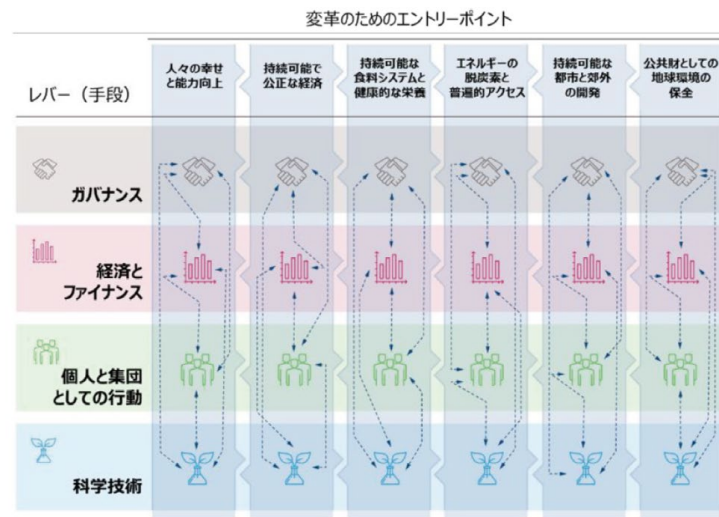 変革のためのエントリーポイント
レバー（手段）
人々の幸せ
と能力向上
持続可能で
公正な経済
持続可能な
食料システムと
健康的な栄養
エネルギーの
脱炭素と
普遍的アクセス
持続可能な
都市と郊外
の開発
公共財としての
地球環境の
保全
ガバナンス
経済と
ファイナンス
個人と集団
としての行動
科学技術